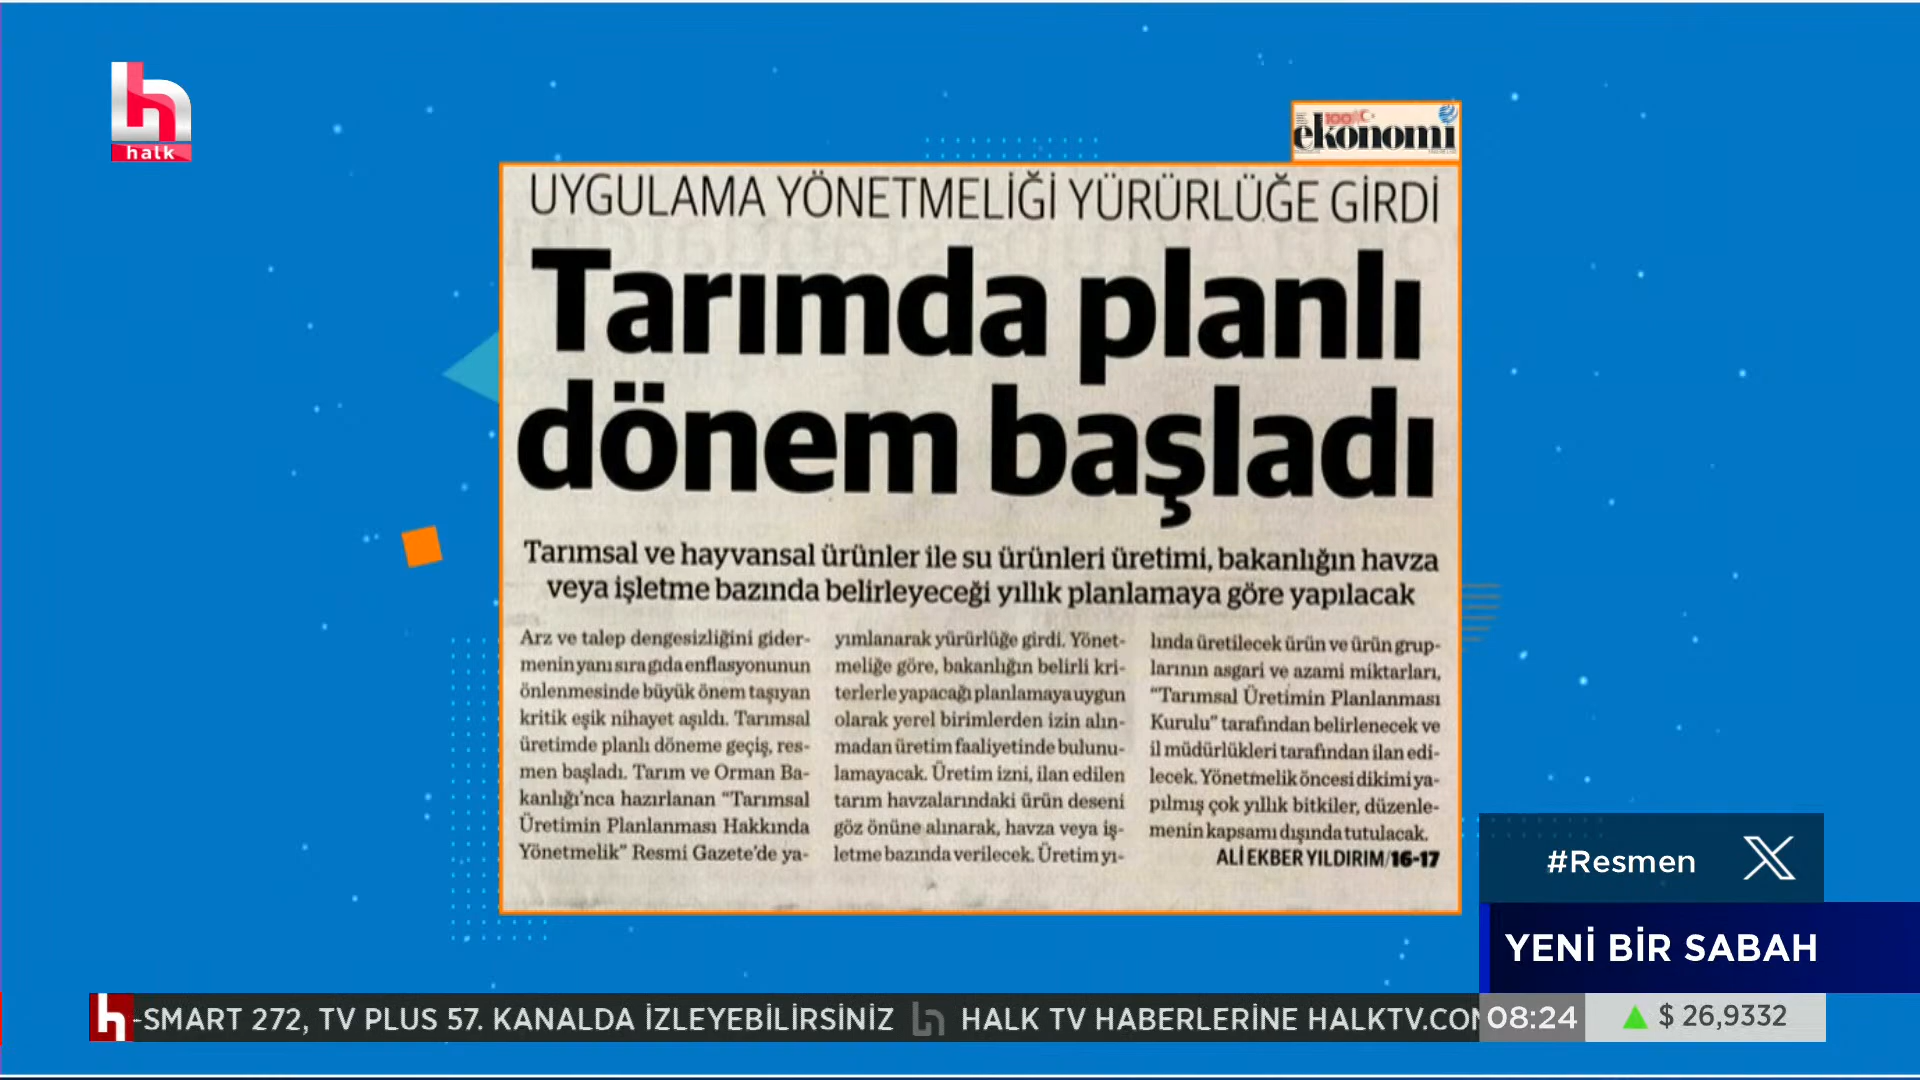 halk
100
ekonomi
UYGULAMA YÖNETMELİĞİ YÜRÜRLÜĞE GİRDİ
Tarımda planlı
dönem başladı
Tarımsal ve hayvansal ürünler ile su ürünleri üretimi, bakanlığın havza
veya işletme bazında belirleyeceği yıllık planlamaya göre yapılacak
Arz ve talep dengesizliğini gider-
menin yanı sıra gıda enflasyonunun
önlenmesinde büyük önem taşıyan
kritik eşik nihayet aşıldı. Tarımsal
üretimde planlı döneme geçiş, res-
men başladı. Tarım ve Orman Ba-
kanlığı'nca hazırlanan “Tarımsal
Üretimin Planlanması Hakkında
Yönetmelik” Resmi Gazete'de ya-
yımlanarak yürürlüğe girdi. Yönet-
meliğe göre, bakanlığın belirli kri-
terlerle yapacağı planlamaya uygun
olarak yerel birimlerden izin alın-
madan üretim faaliyetinde bulunu-
lamayacak. Üretim izni, ilan edilen
tarım havzalarındaki ürün deseni
göz önüne alınarak, havza veya iş-
letme bazında verilecek. Üretim yı-
lında üretilecek ürün ve ürün grup-
larının asgari ve azami miktarları,
“Tarımsal Üretimin Planlanması
Kurulu” tarafından belirlenecek ve
il müdürlükleri tarafından ilan edi-
lecek. Yönetmelik öncesi dikimi ya-
pılmış çok yıllık bitkiler, düzenle-
menin kapsamı dışında tutulacak.
ALİ EKBER YILDIRIM/16-17
#Resmen X
YENİ BİR SABAH
-SMART 272, TV PLUS 57. KANALDA İZLEYEBİLİRSİNİZ HALK TV HABERLERİNE HALKTV.COM 08:24 $ 26,9332